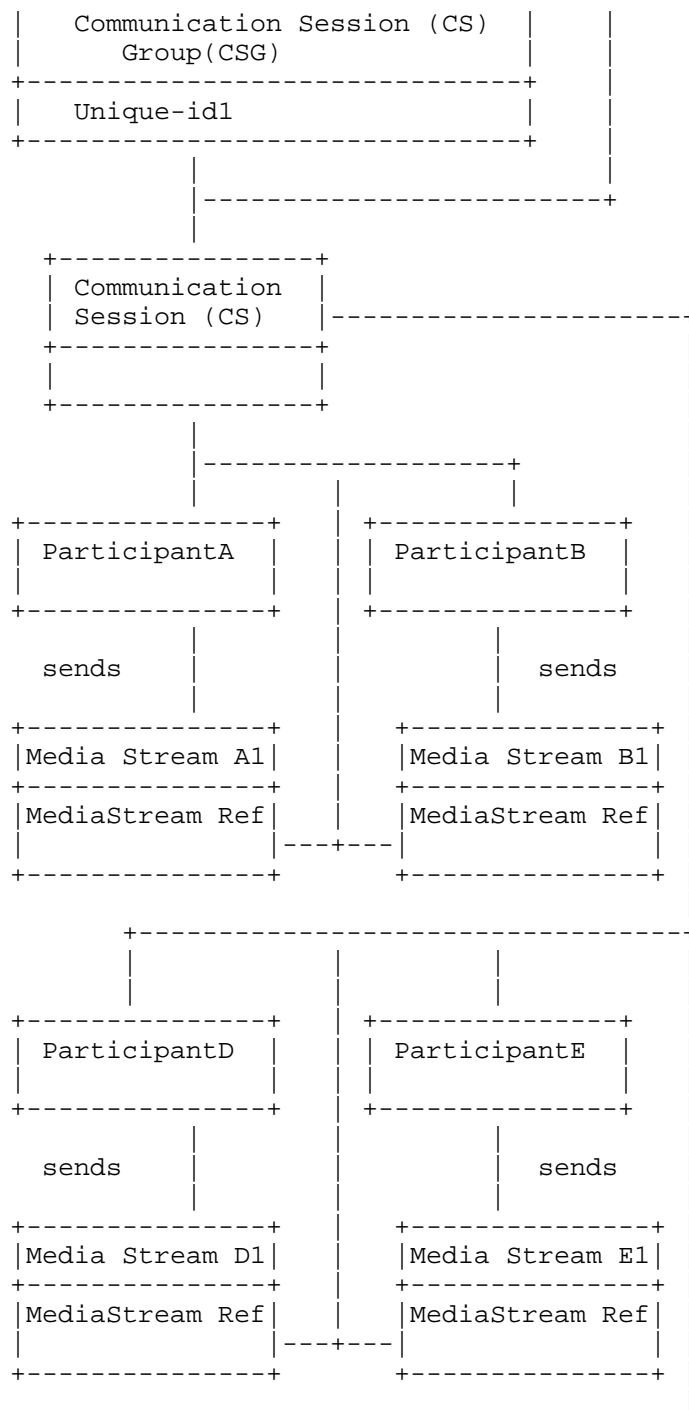 Communication Session (CS)
Group(CSG)
Unique-id1
Communication
Session (CS)
ParticipantA
ParticipantB
sends
sends
Media Stream A1
Media Stream B1
MediaStream Ref
MediaStream Ref
ParticipantD
ParticipantE
sends
sends
Media Stream D1
Media Stream E1
MediaStream Ref
MediaStream Ref